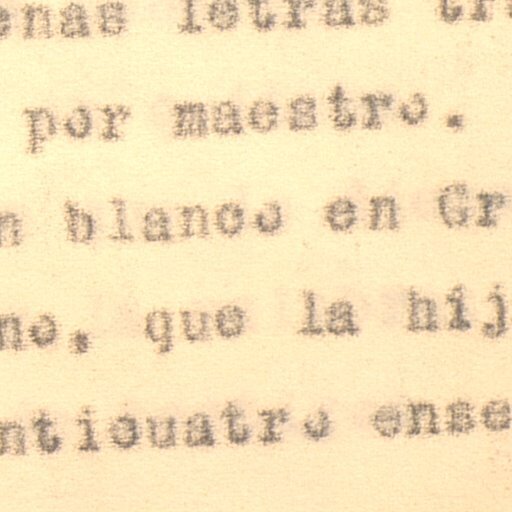 enas letras tr
por maestro.
n blanco en Gr
no. que la hij
nticuatro ense